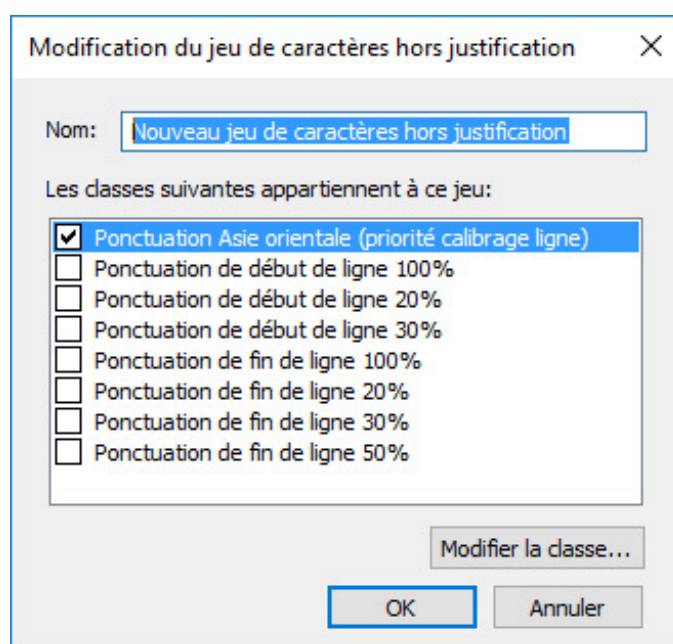 Modification du jeu de caractères hors justification
Nom: Nouveau jeu de caractères hors justification
Les classes suivantes appartiennent à ce jeu:
Ponctuation Asie orientale (priorité calibrage ligne)
Ponctuation de début de ligne 100%
Ponctuation de début de ligne 20%
Ponctuation de début de ligne 30%
Ponctuation de fin de ligne 100%
Ponctuation de fin de ligne 20%
Ponctuation de fin de ligne 30%
Ponctuation de fin de ligne 50%
Modifier la classe...
OK Annuler